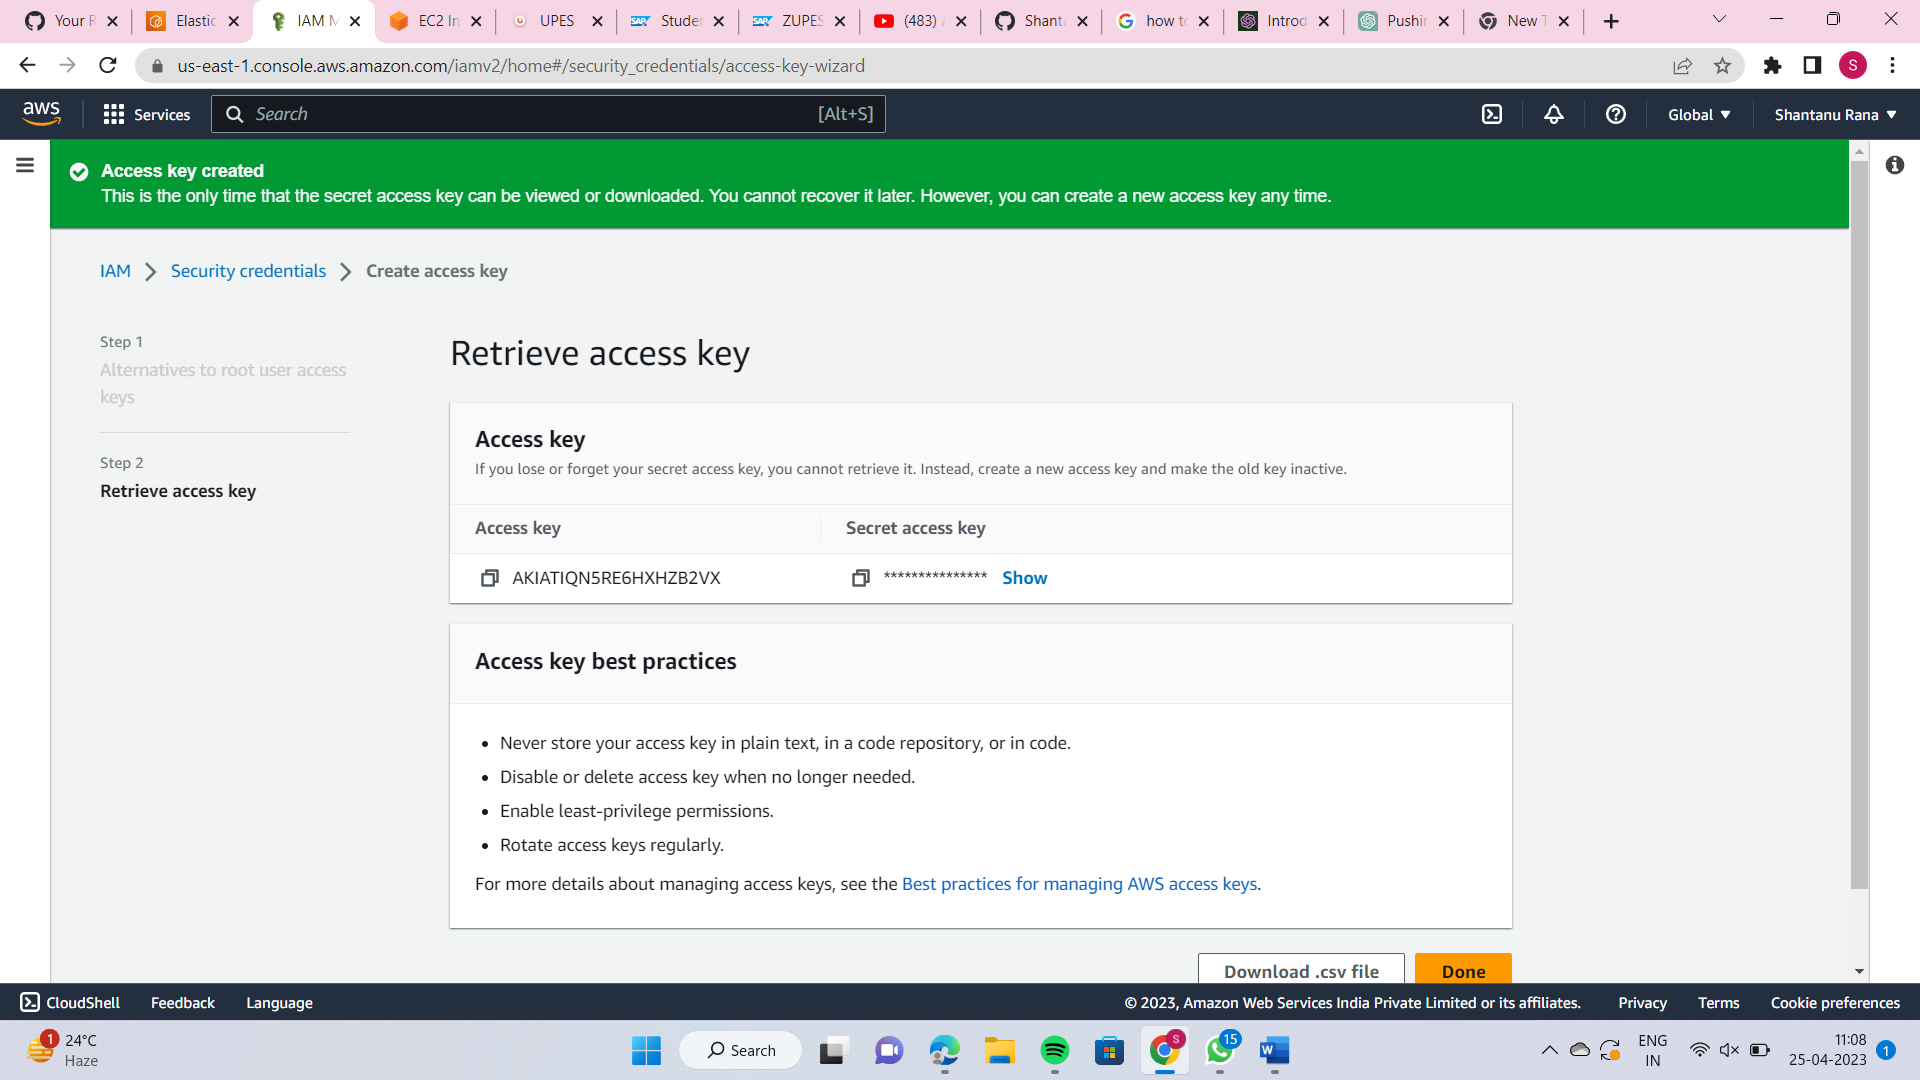 Your R
Elastic
IAM M
EC2 In
UPES
Studen
ZUPES
(483)
Shanta
how to
Introd
Pushin
New T
us-east-1.console.aws.amazon.com/iamv2/home#/security_credentials/access-key-wizard
S
aws
Services
Search
[Alt+S]
Global
Shantanu Rana
Access key created
This is the only time that the secret access key can be viewed or downloaded. You cannot recover it later. However, you can create a new access key any time.
IAM
Security credentials
Create access key
Step 1
Alternatives to root user access
keys
Step 2
Retrieve access key
Retrieve access key
Access key
If you lose or forget your secret access key, you cannot retrieve it. Instead, create a new access key and make the old key inactive.
Access key
Secret access key
AKIATIQN5RE6HXHZB2VX
***************
Show
Access key best practices
• Never store your access key in plain text, in a code repository, or in code.
• Disable or delete access key when no longer needed.
• Enable least-privilege permissions.
• Rotate access keys regularly.
For more details about managing access keys, see the Best practices for managing AWS access keys.
Download .csv file
Done
CloudShell
Feedback
Language
© 2023, Amazon Web Services India Private Limited or its affiliates.
Privacy
Terms
Cookie preferences
1
24°C
Haze
Search
S
15
ENG
IN
11:08
25-04-2023
1